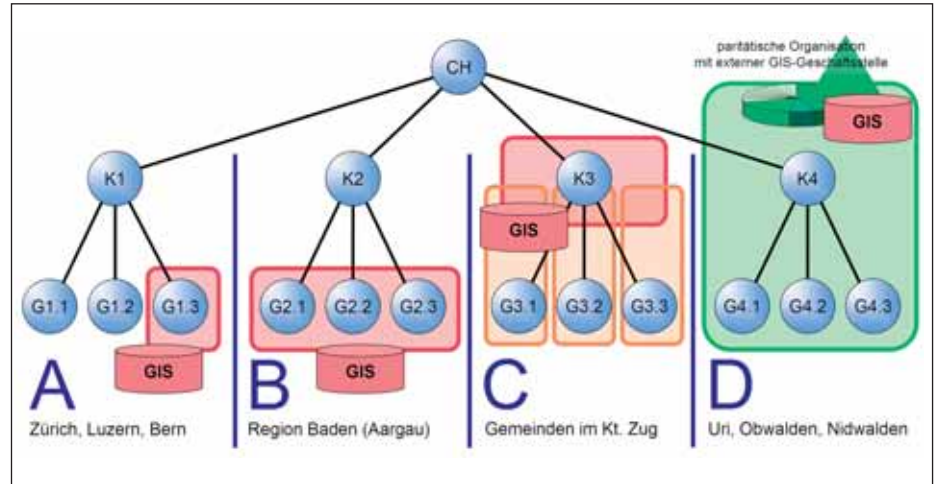 paritätische Organisation
mit externer GIS-Geschäftsstelle
CH
GIS
K1
K2
K3
K4
GIS
G1.1
G1.2
G1.3
G2.1
G2.2
G2.3
G3.1
G3.2
G3.3
G4.1
G4.2
G4.3
GIS
GIS
A
B
C
D
Zürich, Luzern, Bern
Region Baden (Aargau)
Gemeinden im Kt. Zug
Uri, Obwalden, Nidwalden